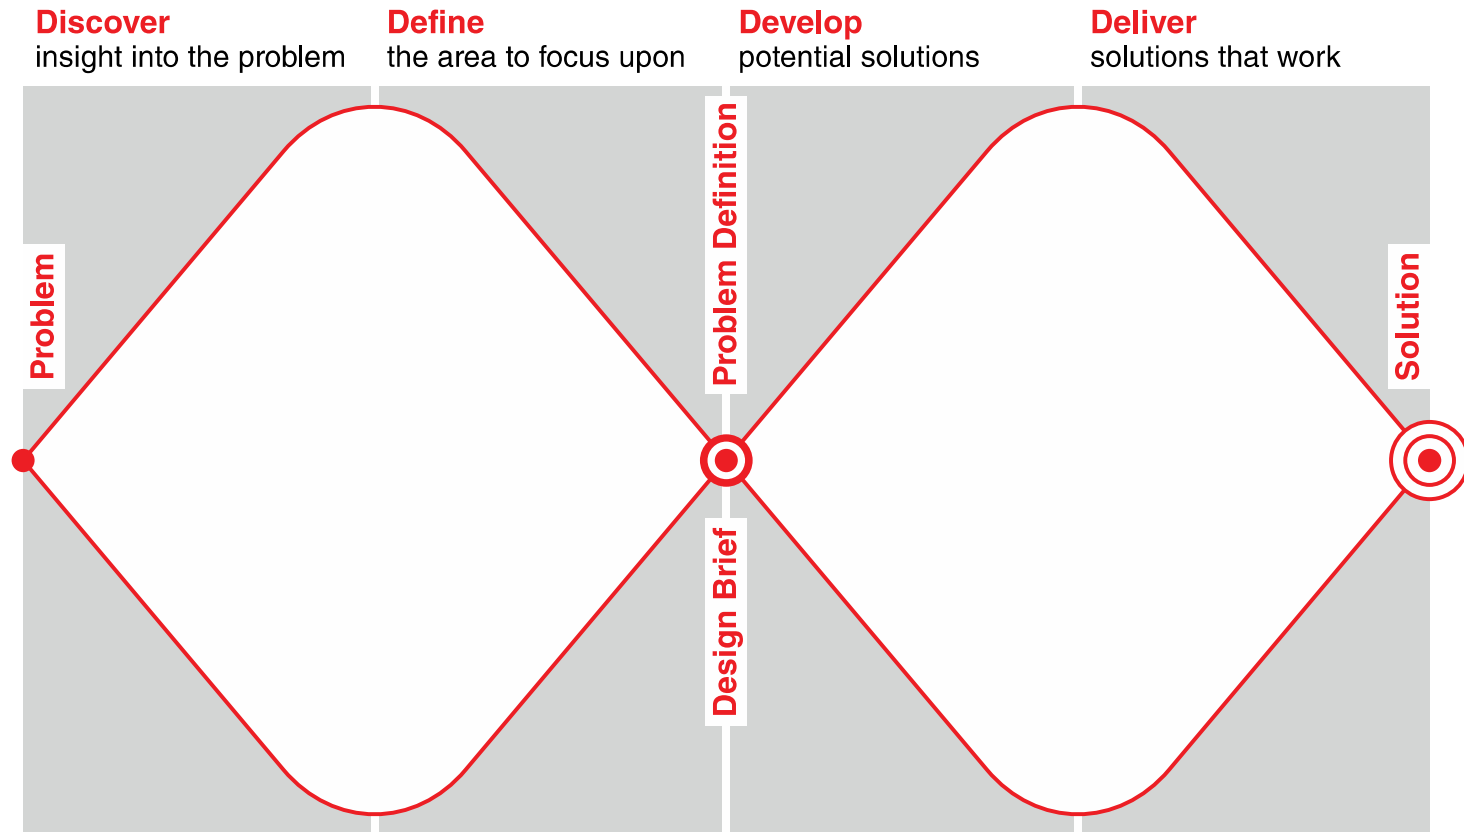 Discover
insight into the problem
Define
the area to focus upon
Develop
potential solutions
Deliver
solutions that work
Problem
Problem Definition
Design Brief
Solution